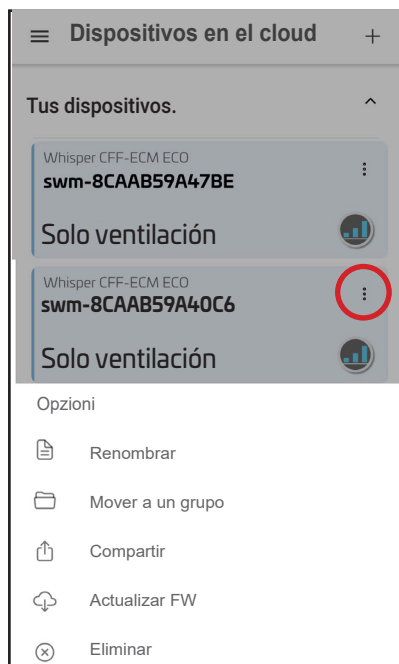 Dispositivos en el cloud
Tus dispositivos.
Whisper CFF-ECM ECO
swm-8CAAB59A47BE
Solo ventilación
Whisper CFF-ECM ECO
swm-8CAAB59A40C6
Solo ventilación
Opzioni
Renombrar
Mover a un grupo
Compartir
Actualizar FW
Eliminar